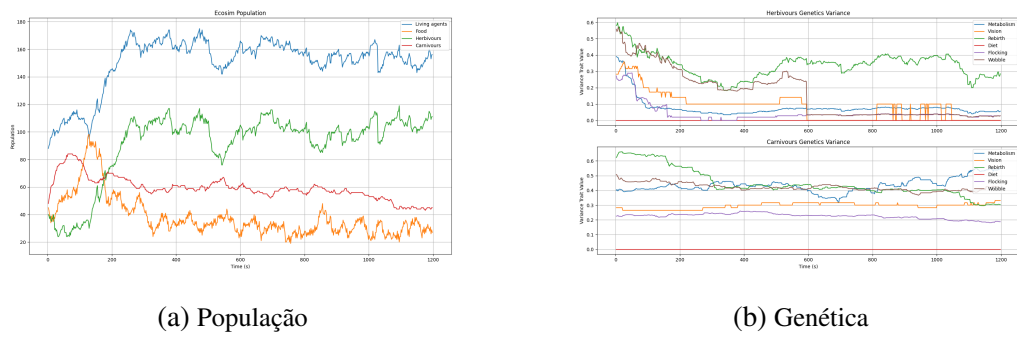 Ecosim Population
Living agents
Food
Herbivours
Carnivours
180
160
140
120
100
80
60
40
20
Population
0
200
400
600
800
1000
1200
Time (s)
(a) População
Herbivours Genetics Variance
Metabolism
Vision
Rebirth
Diet
Flocking
Wobble
0.6
0.5
0.4
0.3
0.2
0.1
0.0
Variance Trait Value
0
200
400
600
800
1000
1200
Carnivours Genetics Variance
Metabolism
Vision
Rebirth
Diet
Flocking
Wobble
0.6
0.5
0.4
0.3
0.2
0.1
0.0
Variance Trait Value
0
200
400
600
800
1000
1200
Time (s)
(b) Genética